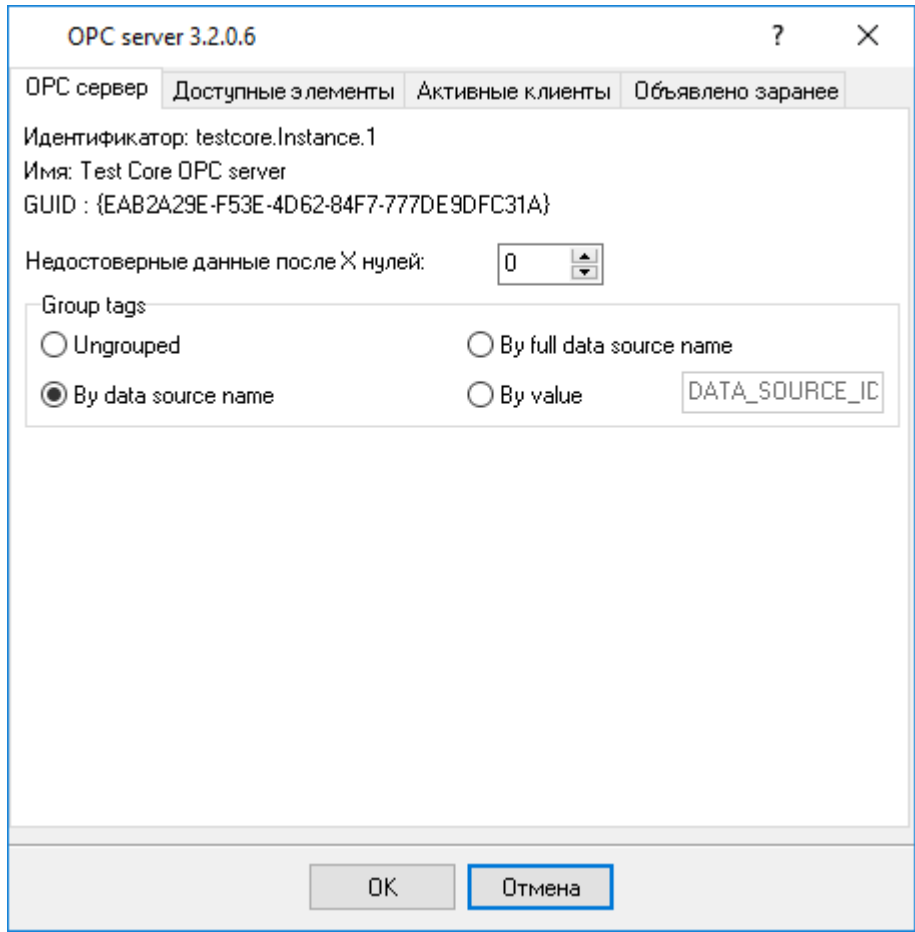 OPC server 3.2.0.6 ?
OPC сервер Доступные элементы Активные клиенты Объявлено заранее
Идентификатор: testcore.Instance.1
Имя: Test Core OPC server
GUID : {EAB2A29E-F53E-4D62-84F7-777DE9DFC31A}
Недостоверные данные после X нулей: 0
Group tags
Ungrouped By full data source name
By data source name By value DATA_SOURCE_ID
OK Отмена